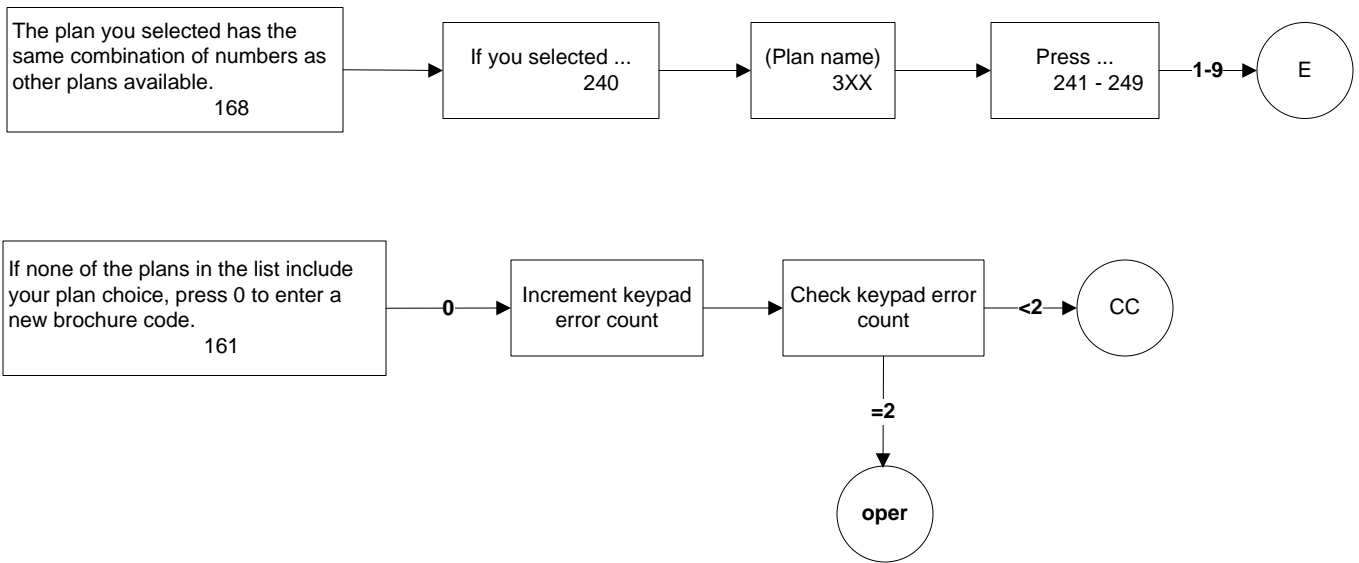 The plan you selected has the
same combination of numbers as
other plans available.
168
If you selected ...
240
(Plan name)
3XX
Press ...
241 - 249
1-9
E
If none of the plans in the list include
your plan choice, press 0 to enter a
new brochure code.
161
0
Increment keypad
error count
Check keypad error
count
<2
CC
=2
oper